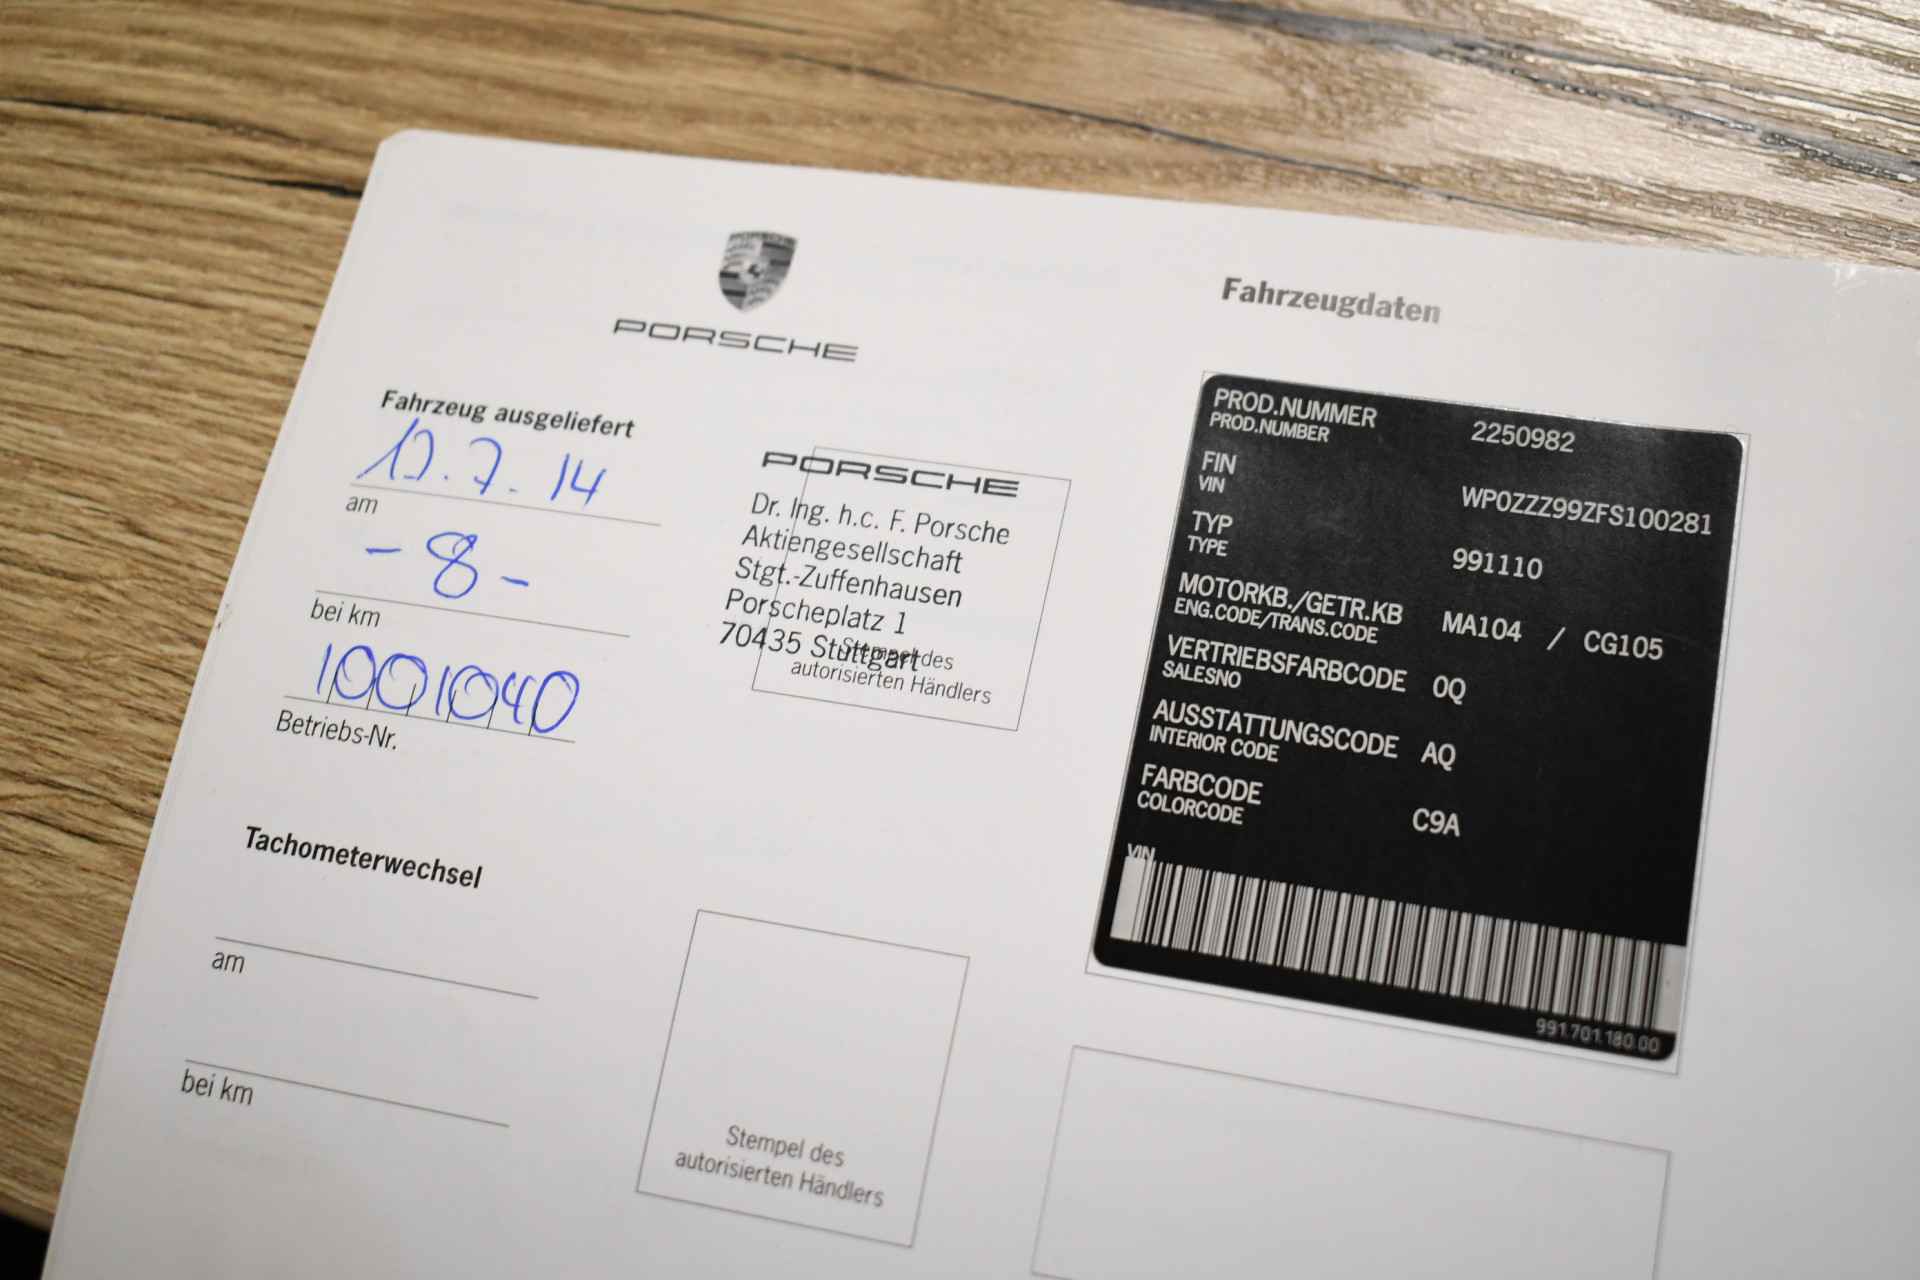 PORSCHE
Fahrzeugdaten
Fahrzeug ausgeliefert
17.7.14
am
- 8 -
bei km
1001040
Betriebs-Nr.
PORSCHE
Dr. Ing. h.c. F. Porsche
Aktiengesellschaft
Stgt.-Zuffenhausen
Porscheplatz 1
70435 Stuttgart
Stempel des
autorisierten Händlers
PROD.NUMMER 2250982
PROD.NUMBER
FIN
VIN WP0ZZZ99ZFS100281
TYP
TYPE 991110
MOTORKB./GETR.KB MA104 / CG105
ENG.CODE/TRANS.CODE
VERTRIEBSFARBCODE 0Q
SALESNO
AUSSTATTUNGSCODE AQ
INTERIOR CODE
FARBCODE
COLORCODE C9A
VIN
991.701.180.00
Tachometerwechsel
am
bei km
Stempel des
autorisierten Händlers